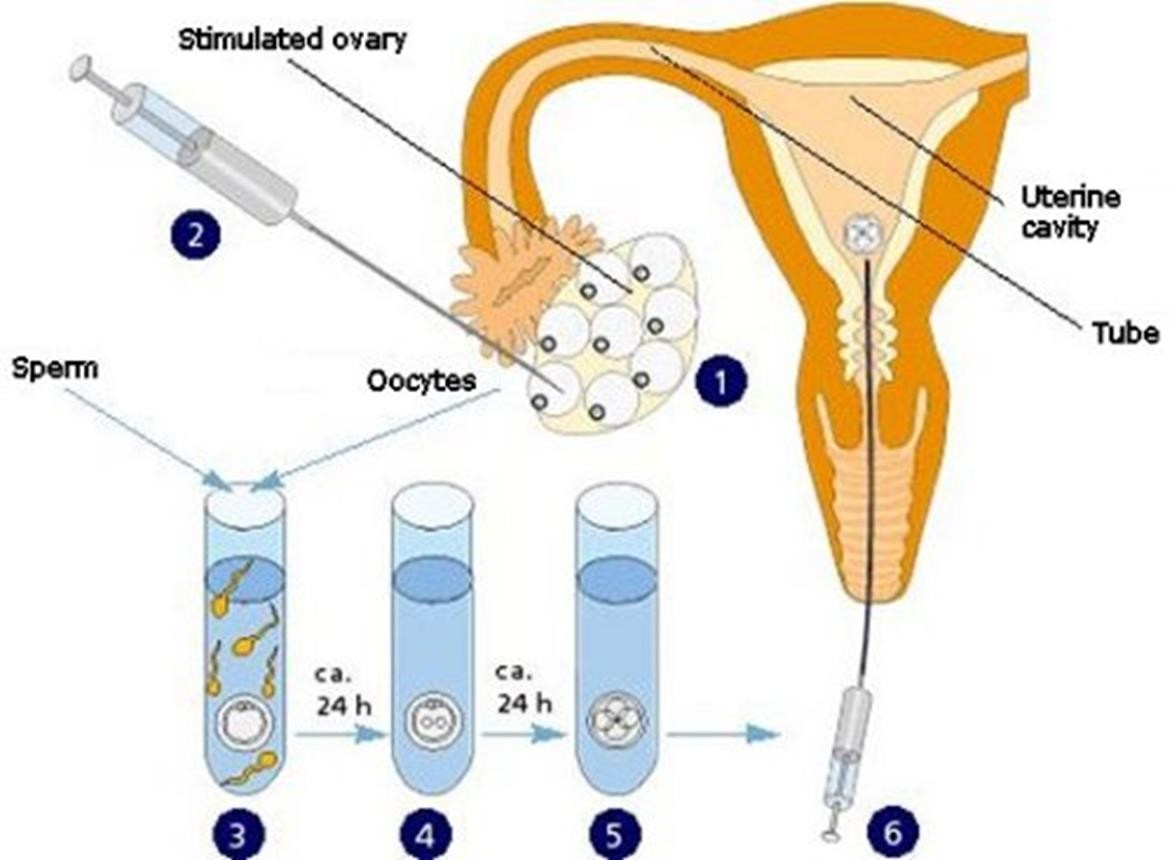 Stimulated ovary
2
Uterine
cavity
Tube
Sperm
Oocytes
1
ca.
24 h
ca.
24 h
3
4
5
6